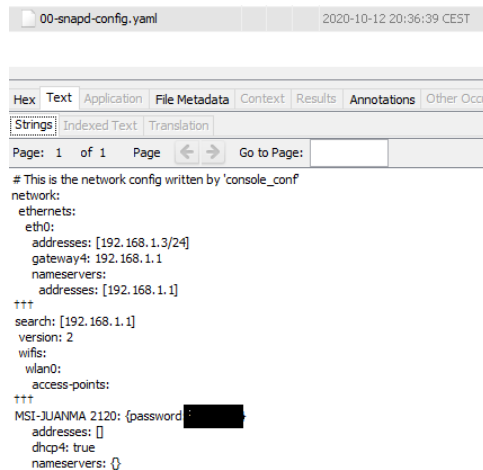 00-snapd-config.yaml 2020-10-12 20:36:39 CEST
Hex Text Application File Metadata Context Results Annotations Other Occ
Strings Indexed Text Translation
Page: 1 of 1 Page Go to Page:
# This is the network config written by 'console_conf'
network:
ethernets:
eth0:
addresses: [192.168.1.3/24]
gateway4: 192.168.1.1
nameservers:
addresses: [192.168.1.1]
†††
search: [192.168.1.1]
version: 2
wifis:
wlan0:
access-points:
†††
MSI-JUANMA 2120: {password: }
addresses: []
dhcp4: true
nameservers: {}